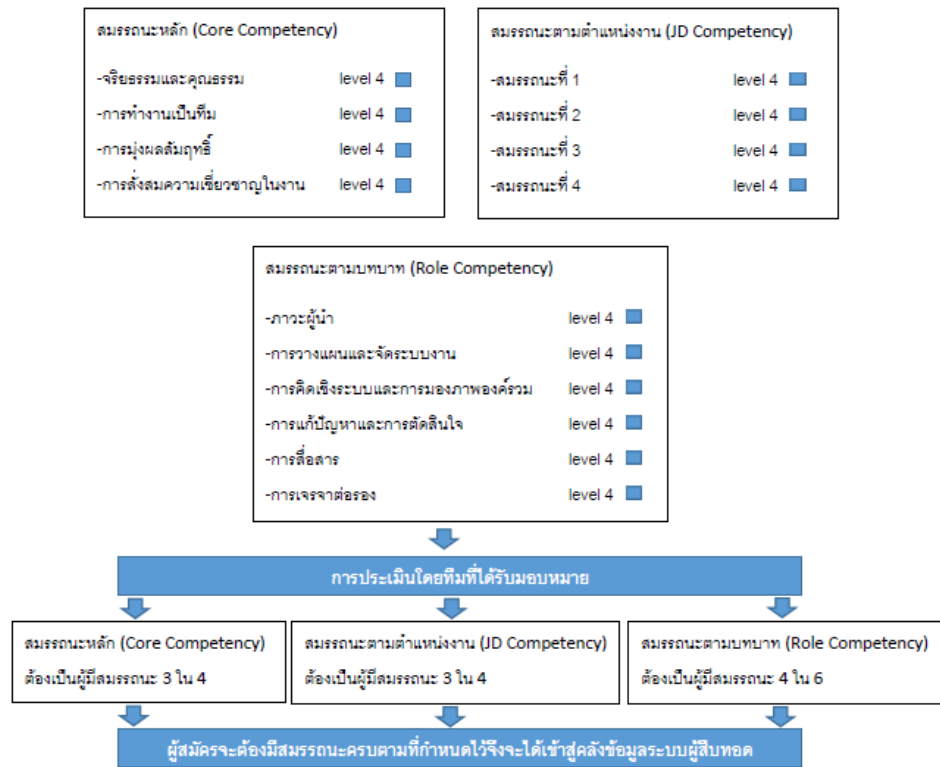 สมรรถนะหลัก (Core Competency)
-จริยธรรมและคุณธรรม level 4
-การทำงานเป็นทีม level 4
-การมุ่งผลสัมฤทธิ์ level 4
-การสั่งสมความเชี่ยวชาญในงาน level 4
สมรรถนะตามตำแหน่งงาน (JD Competency)
-สมรรถนะที่ 1 level 4
-สมรรถนะที่ 2 level 4
-สมรรถนะที่ 3 level 4
-สมรรถนะที่ 4 level 4
สมรรถนะตามบทบาท (Role Competency)
-ภาวะผู้นำ level 4
-การวางแผนและจัดระบบงาน level 4
-การคิดเชิงระบบและการมองภาพองค์รวม level 4
-การแก้ปัญหาและการตัดสินใจ level 4
-การสื่อสาร level 4
-การเจรจาต่อรอง level 4
การประเมินโดยทีมที่ได้รับมอบหมาย
สมรรถนะหลัก (Core Competency)
ต้องเป็นผู้มีสมรรถนะ 3 ใน 4
สมรรถนะตามตำแหน่งงาน (JD Competency)
ต้องเป็นผู้มีสมรรถนะ 3 ใน 4
สมรรถนะตามบทบาท (Role Competency)
ต้องเป็นผู้มีสมรรถนะ 4 ใน 6
ผู้สมัครจะต้องมีสมรรถนะครบตามที่กำหนดไว้จึงจะได้เข้าสู่คลังข้อมูลระบบผู้สืบทอด